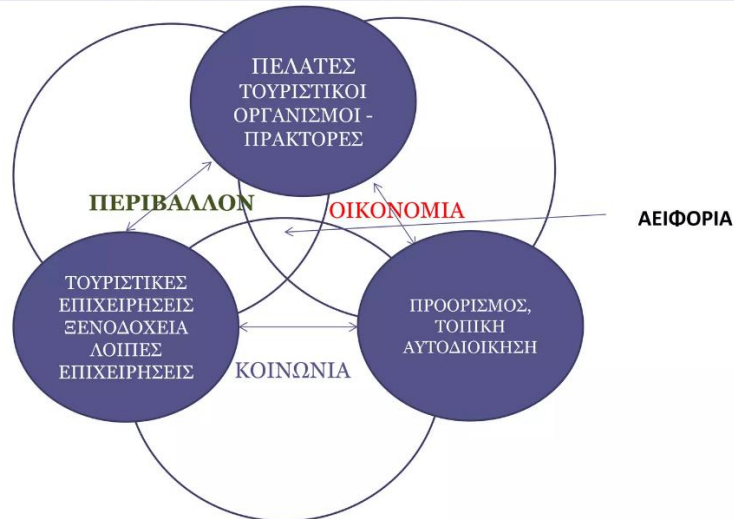 ΠΕΛΑΤΕΣ
ΤΟΥΡΙΣΤΙΚΟΙ
ΟΡΓΑΝΙΣΜΟΙ -
ΠΡΑΚΤΟΡΕΣ
ΠΕΡΙΒΑΛΛΟΝ
ΟΙΚΟΝΟΜΙΑ
ΑΕΙΦΟΡΙΑ
ΤΟΥΡΙΣΤΙΚΕΣ
ΕΠΙΧΕΙΡΗΣΕΙΣ
ΞΕΝΟΔΟΧΕΙΑ
ΛΟΙΠΕΣ
ΕΠΙΧΕΙΡΗΣΕΙΣ
ΠΡΟΟΡΙΣΜΟΣ,
ΤΟΠΙΚΗ
ΑΥΤΟΔΙΟΙΚΗΣΗ
ΚΟΙΝΩΝΙΑ